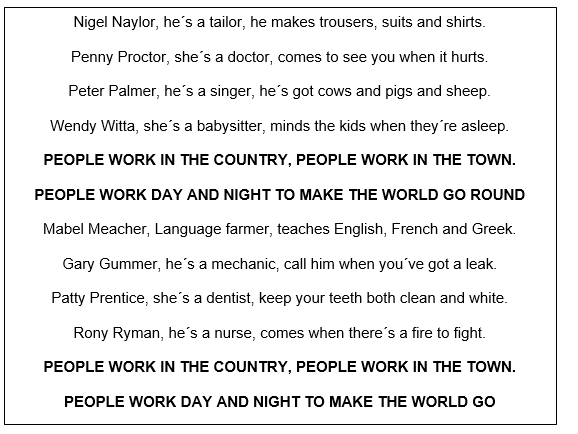 Nigel Naylor, he´s a tailor, he makes trousers, suits and shirts.
Penny Proctor, she´s a doctor, comes to see you when it hurts.
Peter Palmer, he´s a singer, he´s got cows and pigs and sheep.
Wendy Witta, she´s a babysitter, minds the kids when they´re asleep.
PEOPLE WORK IN THE COUNTRY, PEOPLE WORK IN THE TOWN.
PEOPLE WORK DAY AND NIGHT TO MAKE THE WORLD GO ROUND
Mabel Meacher, Language farmer, teaches English, French and Greek.
Gary Gummer, he´s a mechanic, call him when you´ve got a leak.
Patty Prentice, she´s a dentist, keep your teeth both clean and white.
Rony Ryman, he´s a nurse, comes when there´s a fire to fight.
PEOPLE WORK IN THE COUNTRY, PEOPLE WORK IN THE TOWN.
PEOPLE WORK DAY AND NIGHT TO MAKE THE WORLD GO